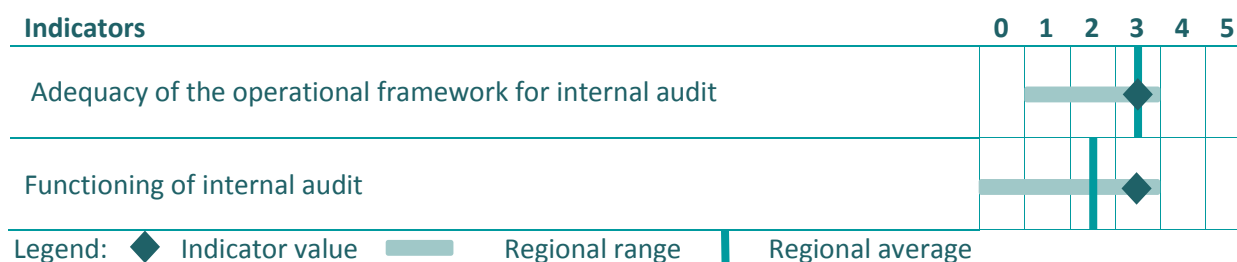 Indicators 0 1 2 3 4 5
Adequacy of the operational framework for internal audit
Functioning of internal audit
Legend: Indicator value Regional range Regional average